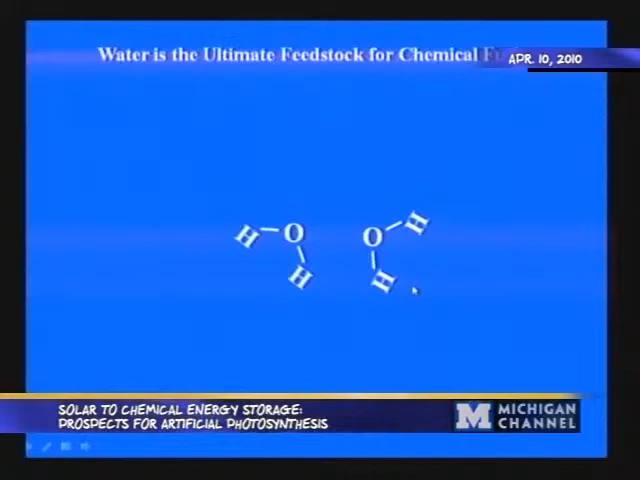 Water is the Ultimate Feedstock for Chemical
APR. 10, 2010
H O O H
H H
SOLAR TO CHEMICAL ENERGY STORAGE:
PROSPECTS FOR ARTIFICIAL PHOTOSYNTHESIS
M MICHIGAN
CHANNEL